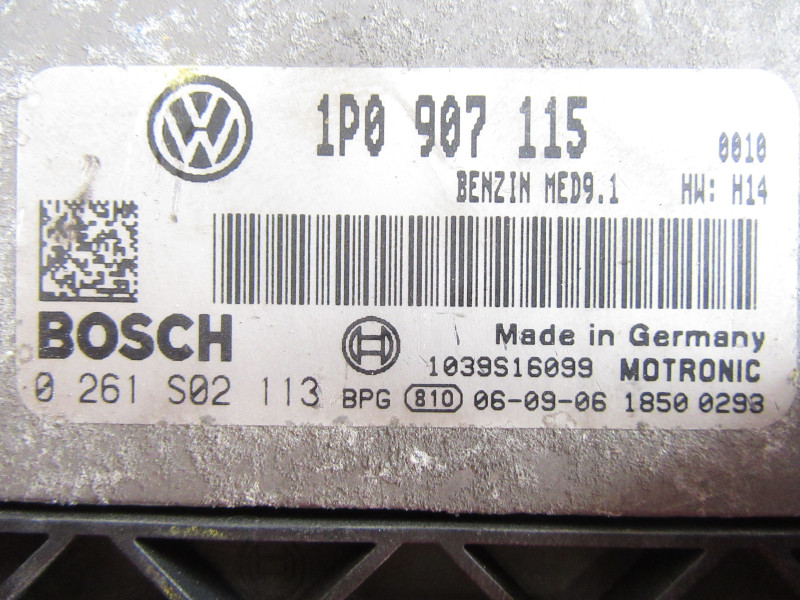 1P0 907 115
0010
BENZIN MED9.1 HW: H14
BOSCH
Made in Germany
1039S16099 MOTRONIC
0 261 S02 113
BPG 810 06-09-06 1850 0293